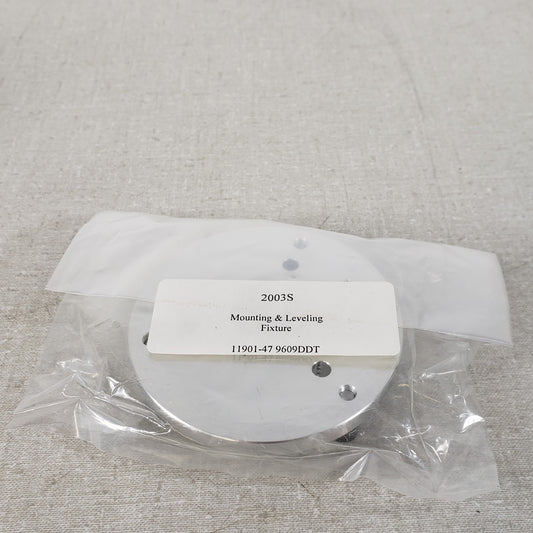 2003S
Mounting & Leveling
Fixture
11901-47 9609DDT